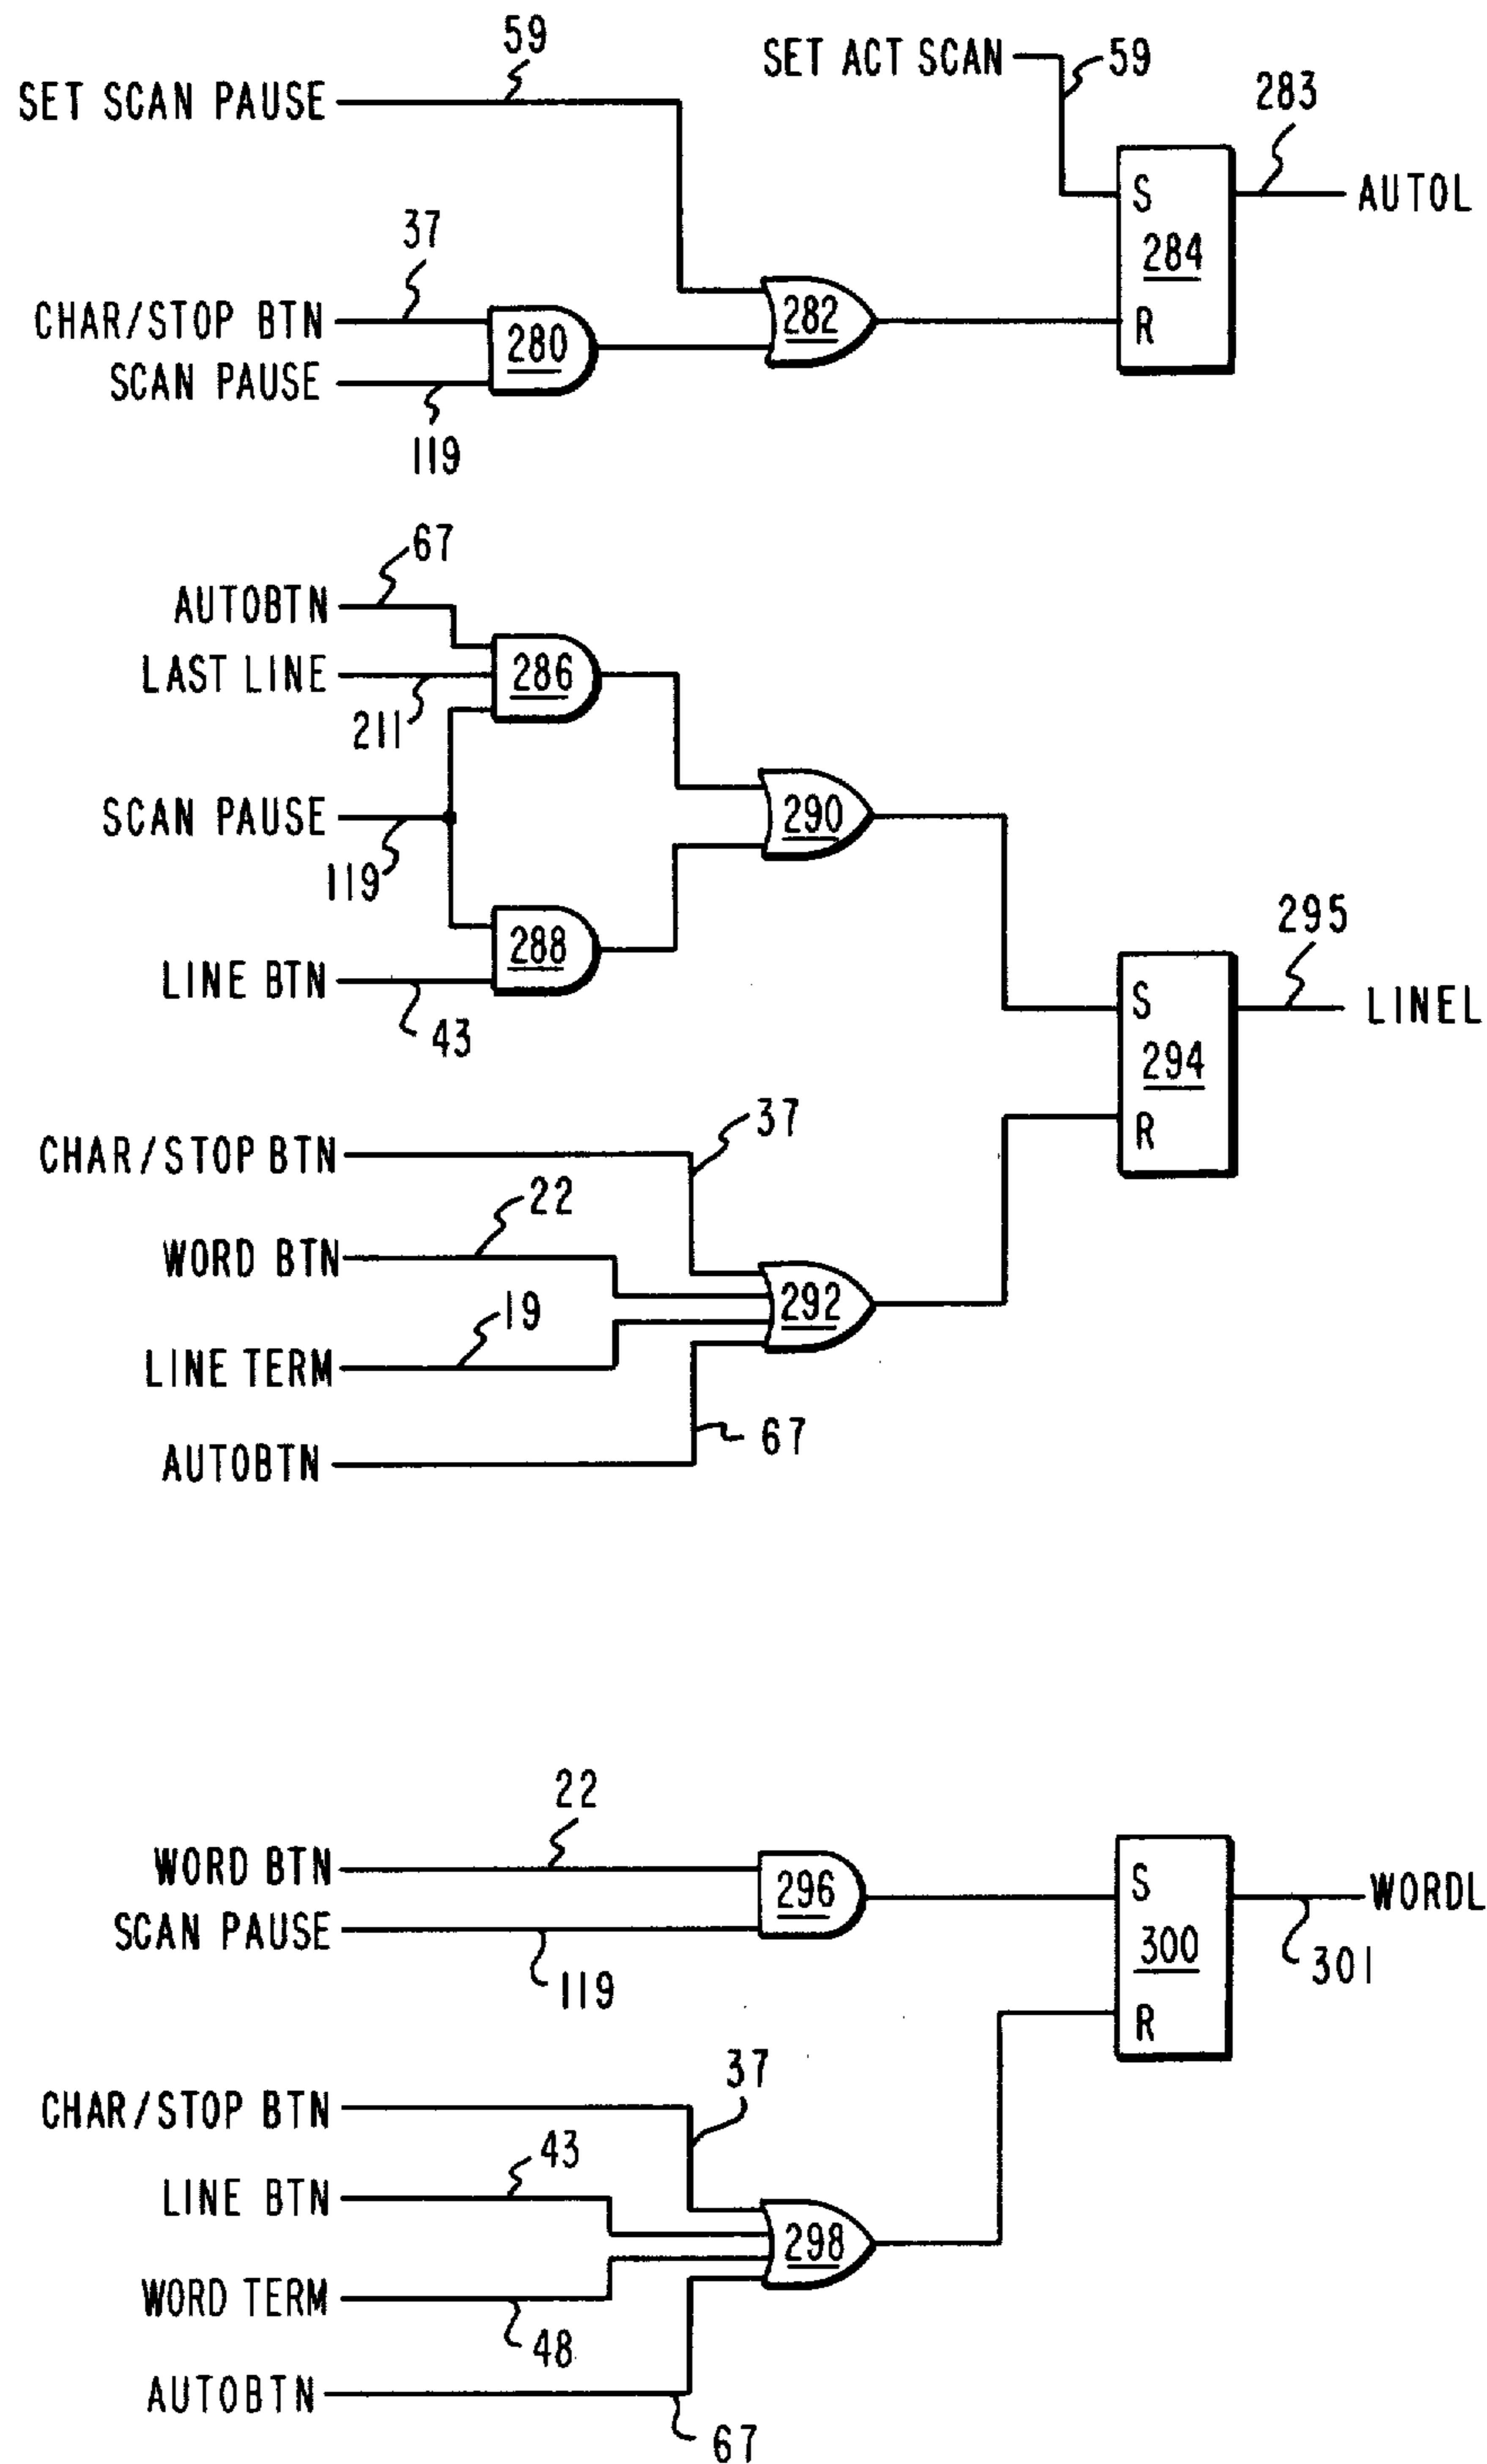 59
SET SCAN PAUSE
SET ACT SCAN
59
283
S
284
R
AUTOL
37
CHAR/STOP BTN
SCAN PAUSE
119
280
282
67
AUTOBTN
LAST LINE
211
286
SCAN PAUSE
119
290
288
LINE BTN
43
295
S
294
R
LINEL
CHAR/STOP BTN
37
WORD BTN
22
292
LINE TERM
19
AUTOBTN
67
22
WORD BTN
SCAN PAUSE
119
296
S
300
R
WORDL
301
CHAR/STOP BTN
37
LINE BTN
43
298
WORD TERM
48
AUTOBTN
67